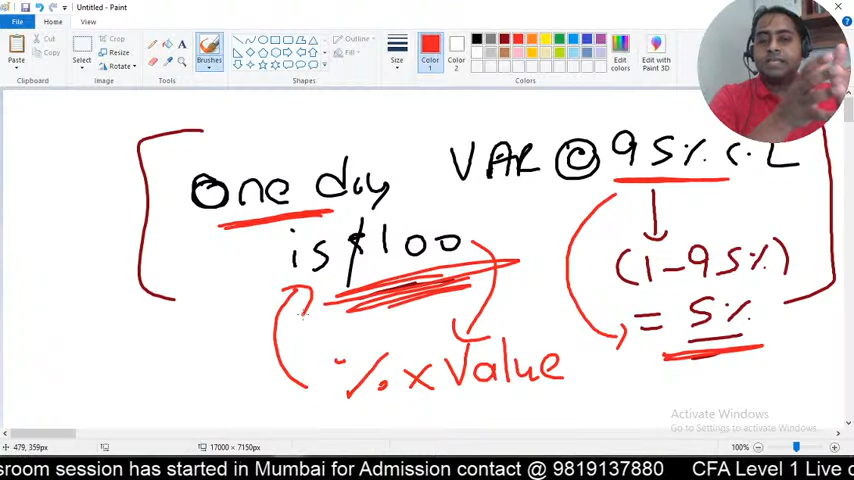 Untitled - Paint
File Home View
Paste
Cut
Copy
Clipboard
Select
Crop
Resize
Rotate
Image
Tools
Brushes
Outline
Fill
Shapes
Size
Color 1
Color 2
Colors
Edit colors
Edit with Paint 3D
One day VAR @ 95% C.L
is $100
(1-95%)
= 5%
% x Value
Activate Windows
Go to Settings to activate Windows.
479, 359px
17000 × 7150px
100%
sroom session has started in Mumbai for Admission contact @ 9819137880 CFA Level 1 Live c